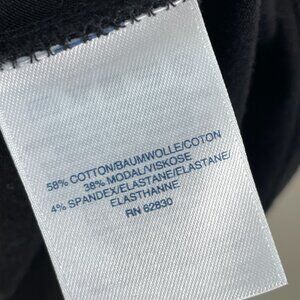 58% COTTON/BAUMWOLLE/COTON
38% MODAL/VISKOSE
4% SPANDEX/ELASTANE/ELASTANE/
ELASTHANNE
RN 62830